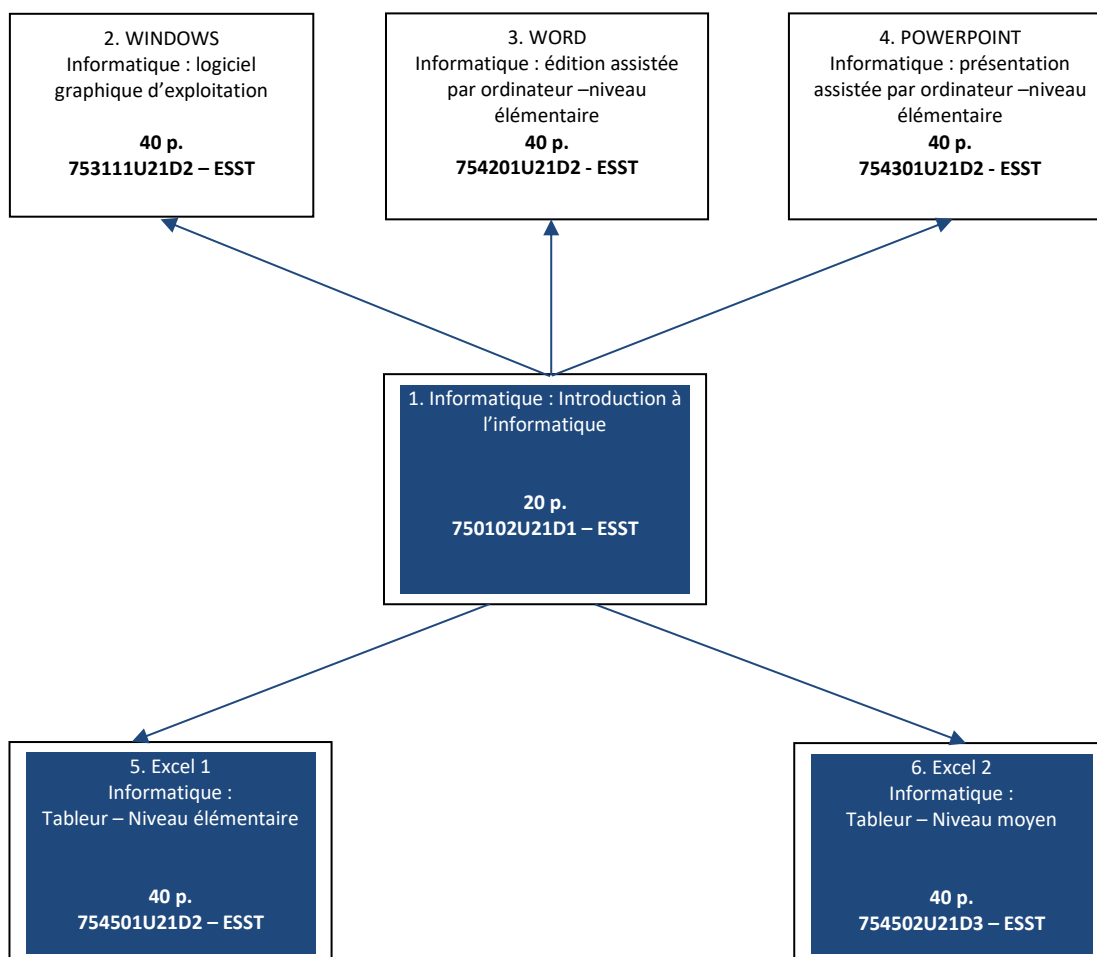 2. WINDOWS
Informatique : logiciel
graphique d’exploitation
40 p.
753111U21D2 – ESST
3. WORD
Informatique : édition assistée
par ordinateur –niveau
élémentaire
40 p.
754201U21D2 - ESST
4. POWERPOINT
Informatique : présentation
assistée par ordinateur –niveau
élémentaire
40 p.
754301U21D2 - ESST
1. Informatique : Introduction à
l’informatique
20 p.
750102U21D1 – ESST
5. Excel 1
Informatique :
Tableur – Niveau élémentaire
40 p.
754501U21D2 – ESST
6. Excel 2
Informatique :
Tableur – Niveau moyen
40 p.
754502U21D3 – ESST